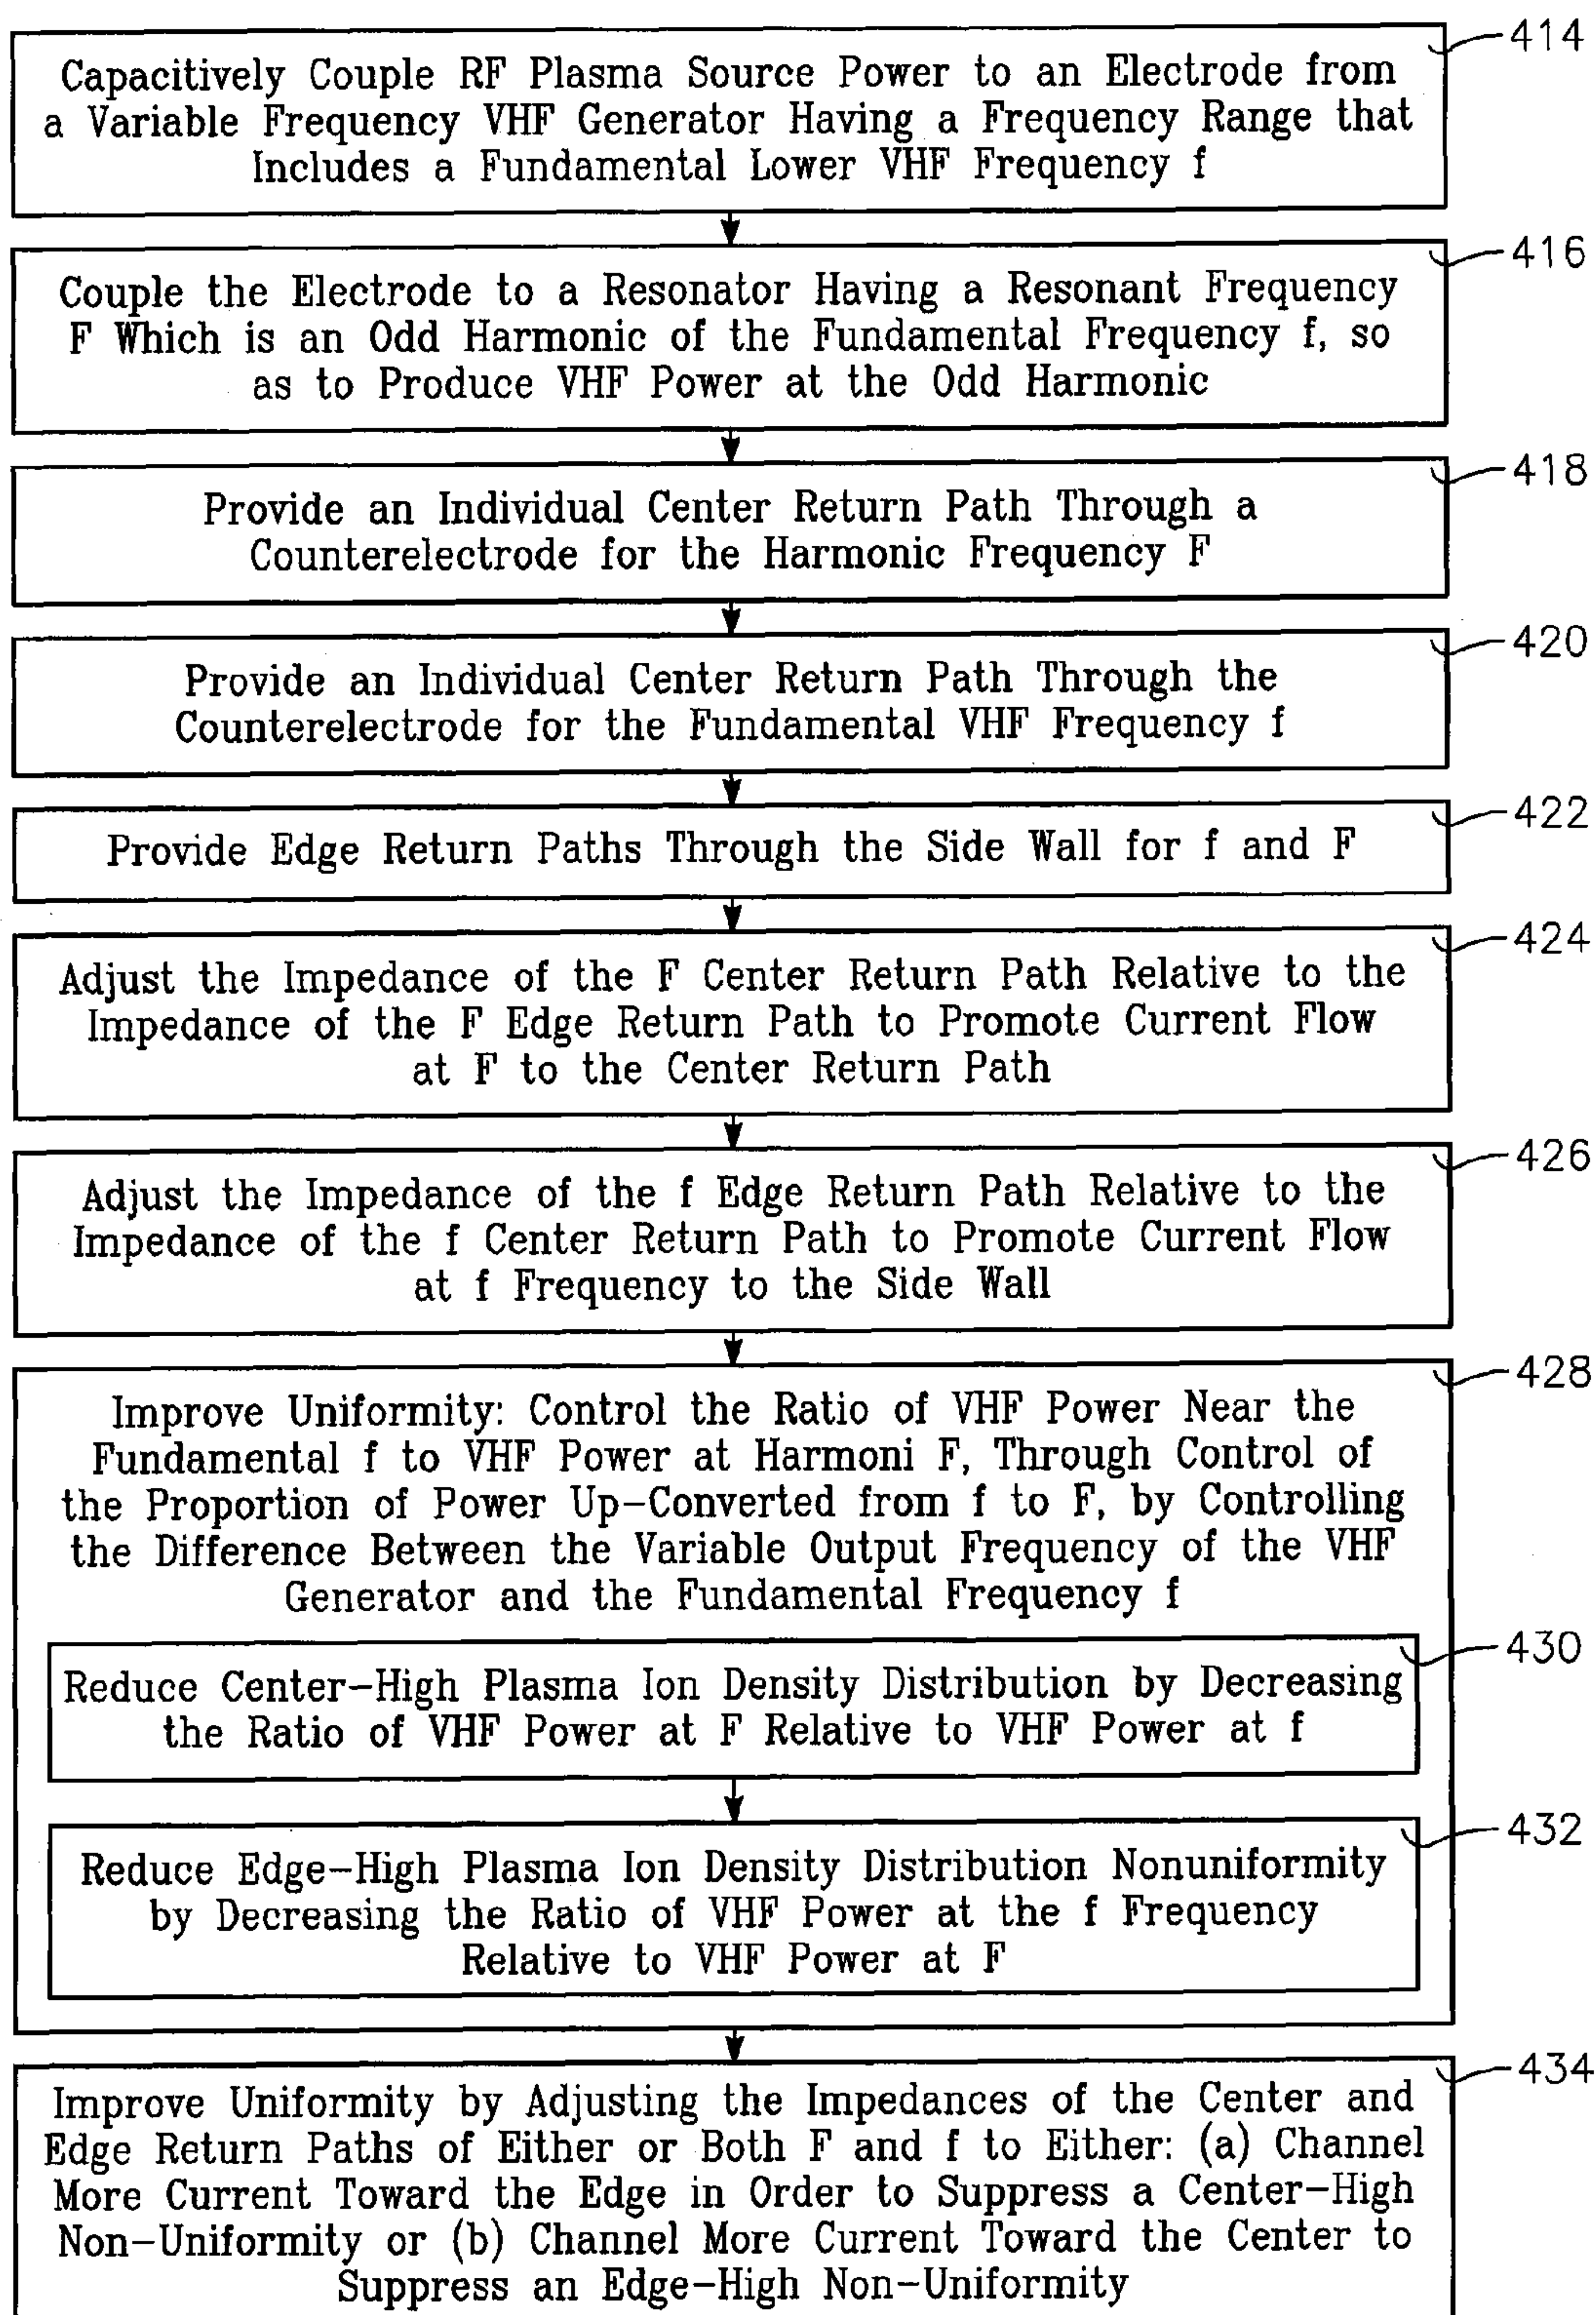 414
Capacitively Couple RF Plasma Source Power to an Electrode from
a Variable Frequency VHF Generator Having a Frequency Range that
Includes a Fundamental Lower VHF Frequency f
416
Couple the Electrode to a Resonator Having a Resonant Frequency
F Which is an Odd Harmonic of the Fundamental Frequency f, so
as to Produce VHF Power at the Odd Harmonic
418
Provide an Individual Center Return Path Through a
Counterelectrode for the Harmonic Frequency F
420
Provide an Individual Center Return Path Through the
Counterelectrode for the Fundamental VHF Frequency f
422
Provide Edge Return Paths Through the Side Wall for f and F
424
Adjust the Impedance of the F Center Return Path Relative to the
Impedance of the F Edge Return Path to Promote Current Flow
at F to the Center Return Path
426
Adjust the Impedance of the f Edge Return Path Relative to the
Impedance of the f Center Return Path to Promote Current Flow
at f Frequency to the Side Wall
428
Improve Uniformity: Control the Ratio of VHF Power Near the
Fundamental f to VHF Power at Harmoni F, Through Control of
the Proportion of Power Up-Converted from f to F, by Controlling
the Difference Between the Variable Output Frequency of the VHF
Generator and the Fundamental Frequency f
430
Reduce Center-High Plasma Ion Density Distribution by Decreasing
the Ratio of VHF Power at F Relative to VHF Power at f
432
Reduce Edge-High Plasma Ion Density Distribution Nonuniformity
by Decreasing the Ratio of VHF Power at the f Frequency
Relative to VHF Power at F
434
Improve Uniformity by Adjusting the Impedances of the Center and
Edge Return Paths of Either or Both F and f to Either: (a) Channel
More Current Toward the Edge in Order to Suppress a Center-High
Non-Uniformity or (b) Channel More Current Toward the Center to
Suppress an Edge-High Non-Uniformity